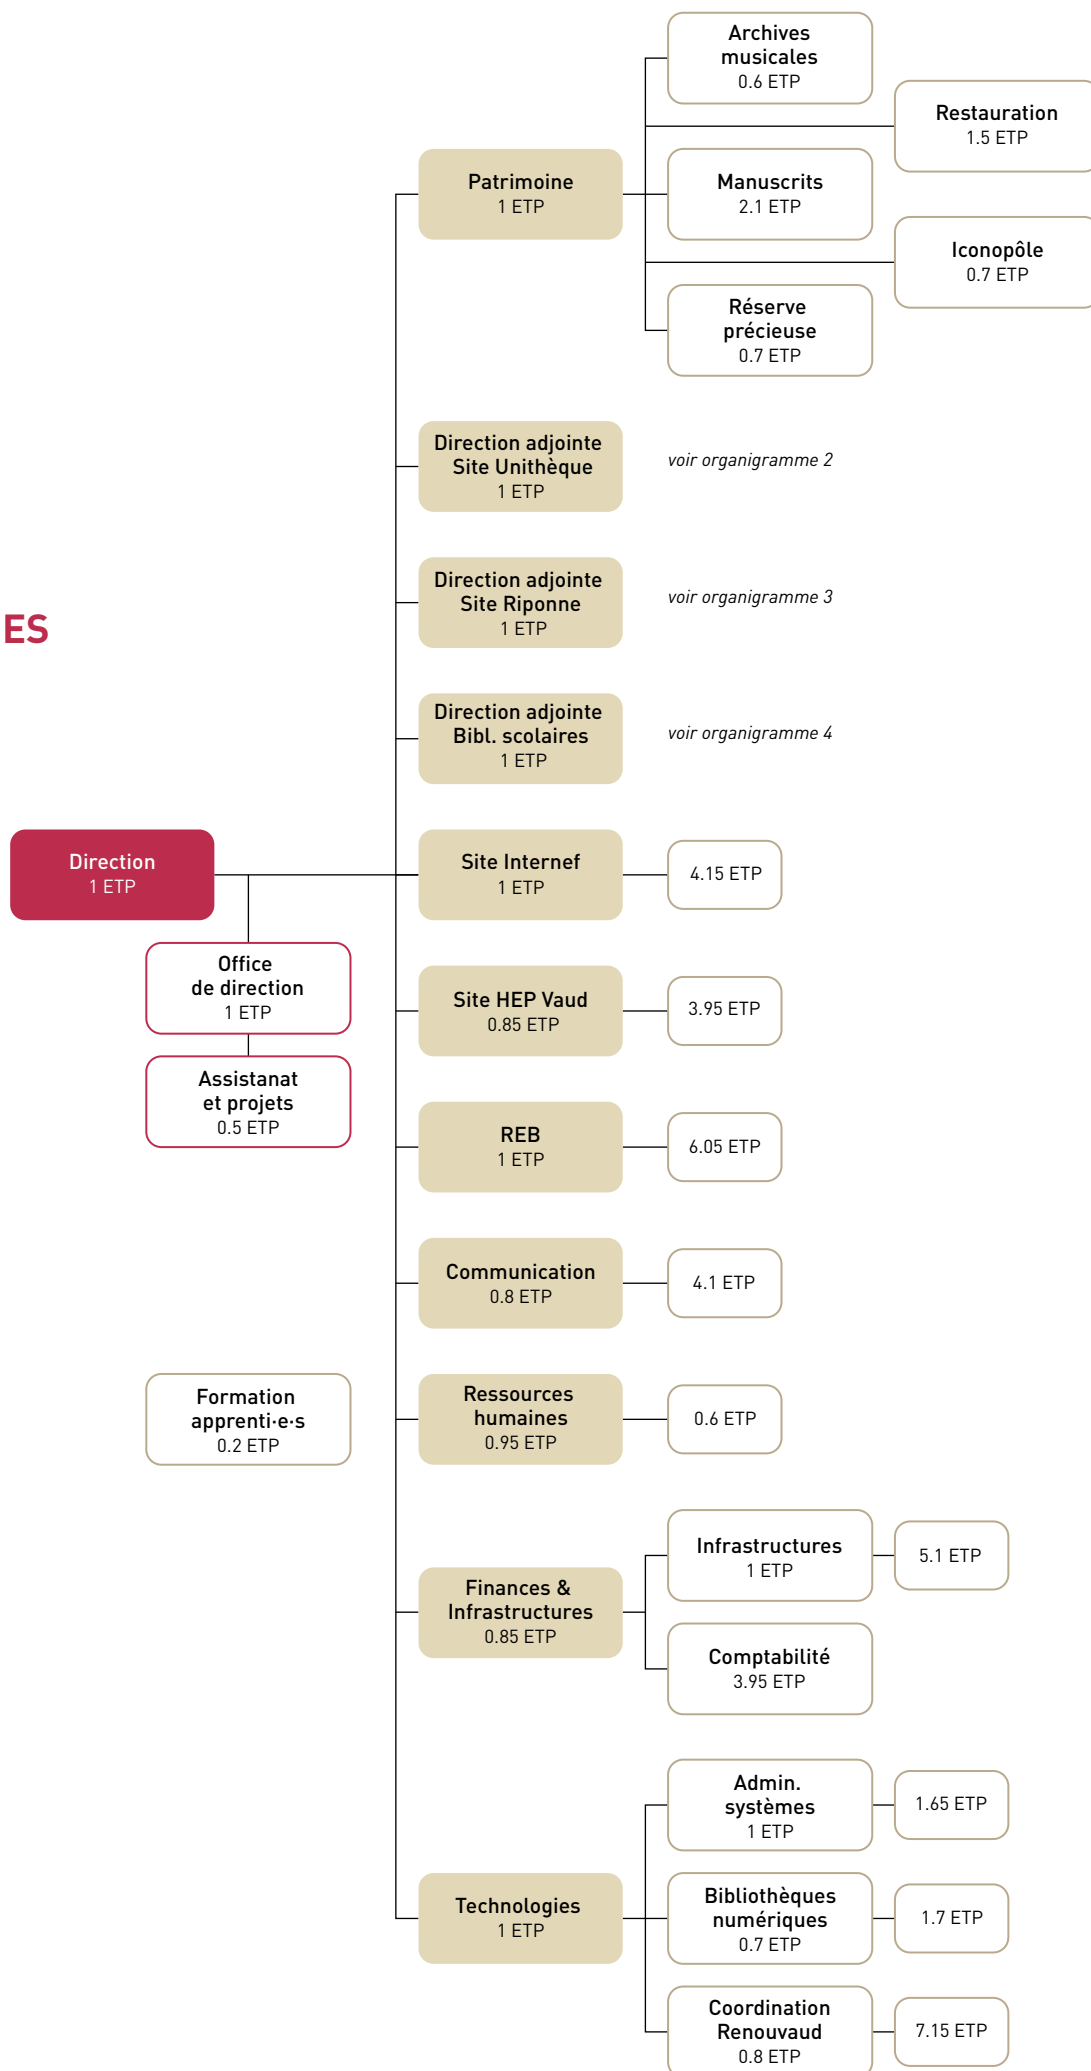 Archives
musicales
0.6 ETP
Restauration
1.5 ETP
Patrimoine
1 ETP
Manuscrits
2.1 ETP
Iconopôle
0.7 ETP
Réserve
précieuse
0.7 ETP
Direction adjointe
Site Unithèque
1 ETP
voir organigramme 2
Direction adjointe
Site Riponne
1 ETP
voir organigramme 3
ES
Direction adjointe
Bibl. scolaires
1 ETP
voir organigramme 4
Direction
1 ETP
Site Internef
1 ETP
4.15 ETP
Office
de direction
1 ETP
Site HEP Vaud
0.85 ETP
3.95 ETP
Assistanat
et projets
0.5 ETP
REB
1 ETP
6.05 ETP
Communication
0.8 ETP
4.1 ETP
Formation
apprenti·e·s
0.2 ETP
Ressources
humaines
0.95 ETP
0.6 ETP
Finances &
Infrastructures
0.85 ETP
Infrastructures
1 ETP
5.1 ETP
Comptabilité
3.95 ETP
Technologies
1 ETP
Admin.
systèmes
1 ETP
1.65 ETP
Bibliothèques
numériques
0.7 ETP
1.7 ETP
Coordination
Renouvaud
0.8 ETP
7.15 ETP